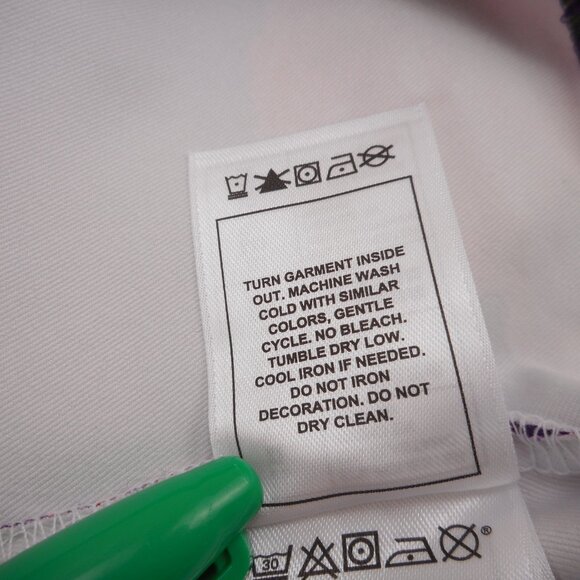 TURN GARMENT INSIDE
OUT. MACHINE WASH
COLD WITH SIMILAR
COLORS, GENTLE
CYCLE. NO BLEACH.
TUMBLE DRY LOW.
COOL IRON IF NEEDED.
DO NOT IRON
DECORATION. DO NOT
DRY CLEAN.
30 ®